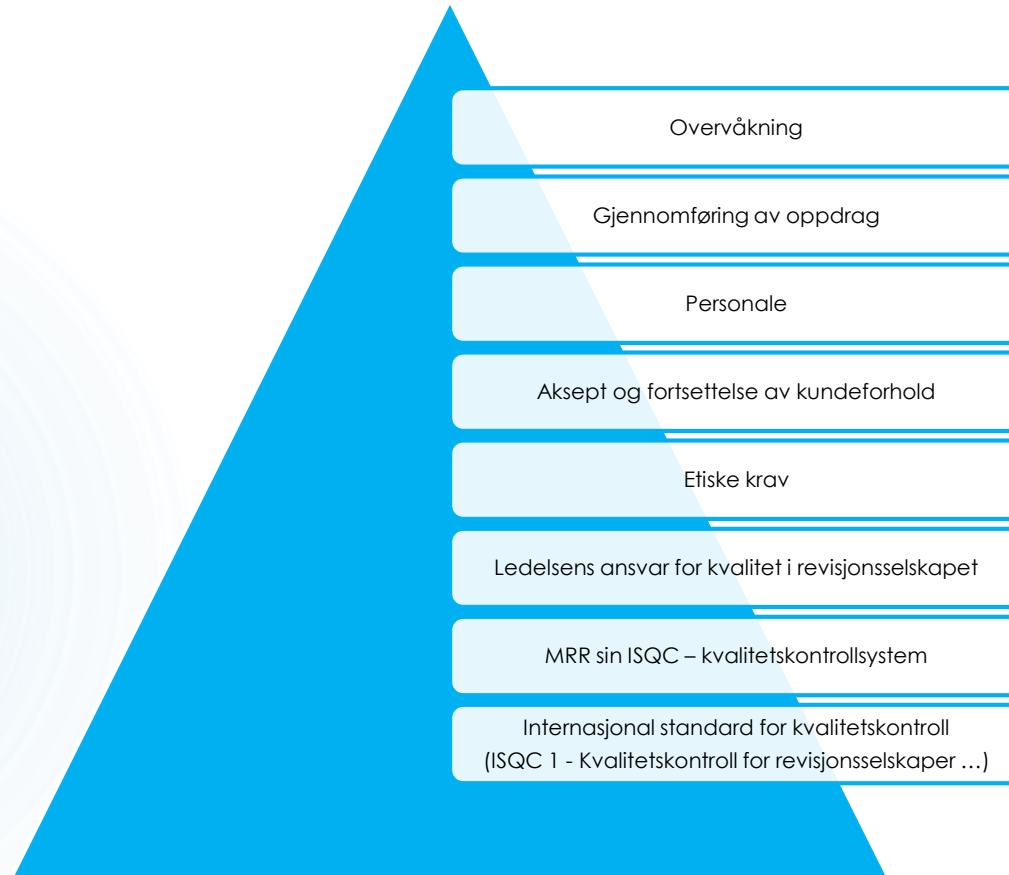 Overvåkning
Gjennomføring av oppdrag
Personale
Aksept og fortsettelse av kundeforhold
Etiske krav
Ledelsens ansvar for kvalitet i revisjonsselskapet
MRR sin ISQC – kvalitetskontrollsystem
Internasjonal standard for kvalitetskontroll
(ISQC 1 - Kvalitetskontroll for revisjonsselskaper …)